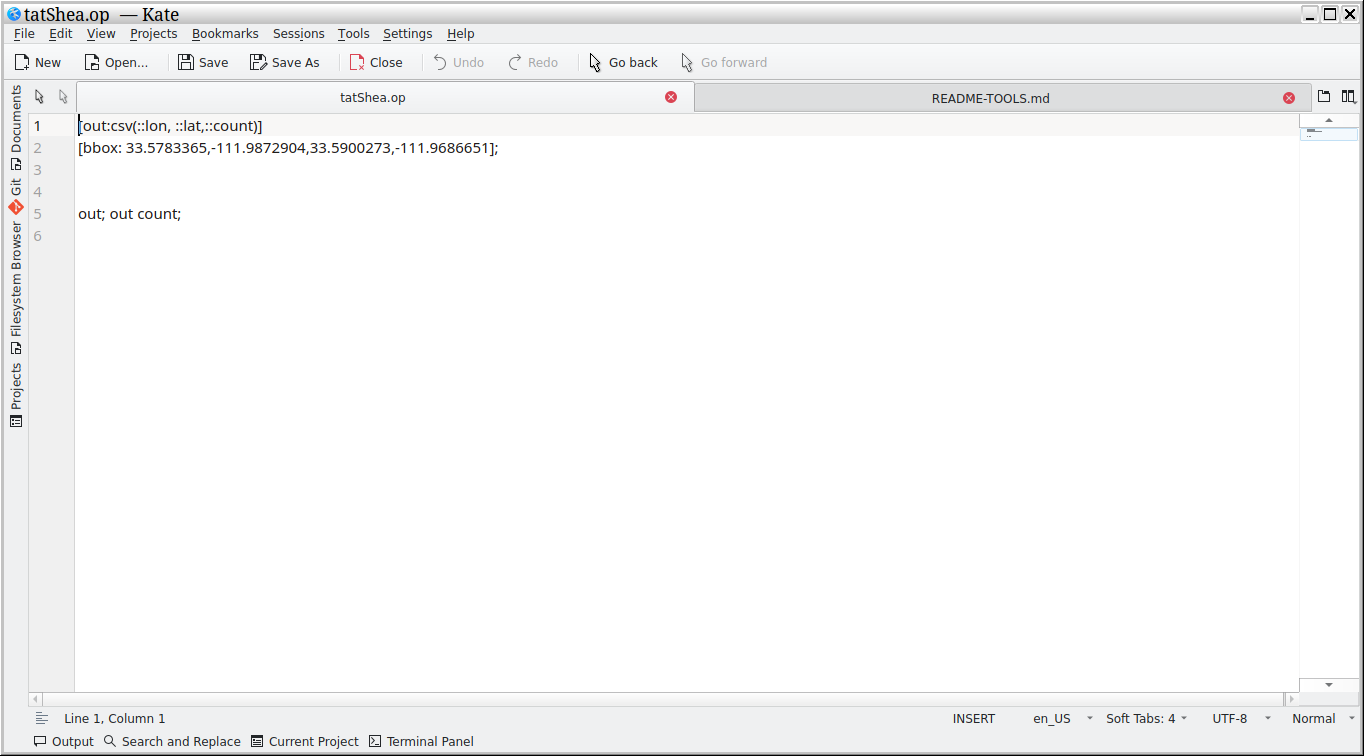 tatShea.op — Kate
File Edit View Projects Bookmarks Sessions Tools Settings Help
New Open... Save Save As Close Undo Redo Go back Go forward
tatShea.op README-TOOLS.md
Documents
Git
Filesystem Browser
Projects
1 [out:csv(::lon, ::lat,::count)]
2 [bbox: 33.5783365,-111.9872904,33.5900273,-111.9686651];
3
4
5 out; out count;
6
Line 1, Column 1 INSERT en_US Soft Tabs: 4 UTF-8 Normal
Output Search and Replace Current Project Terminal Panel